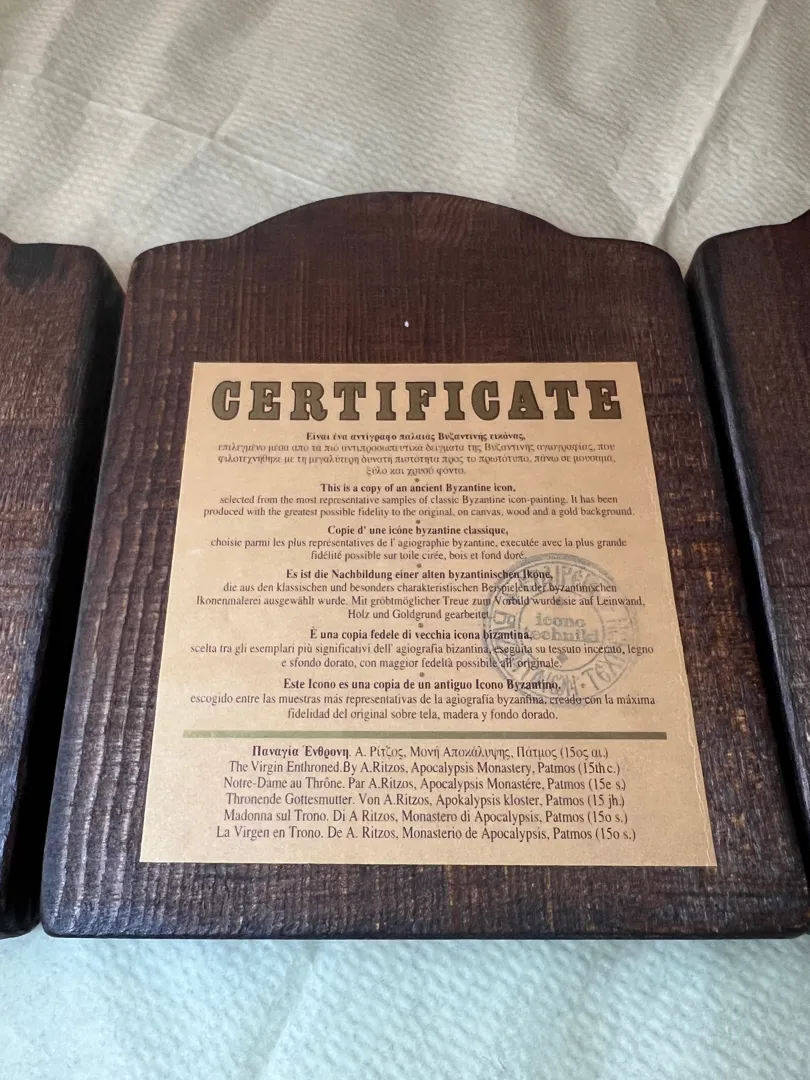 CERTIFICATE
Είναι ένα αντίγραφο παλαιάς Βυζαντινής εικόνας,
επιλεγμένο μέσα από τα πιό αντιπροσωπευτικά δείγματα της Βυζαντινής αγιογραφίας, που
φιλοτεχνήθηκε με τη μεγαλύτερη δυνατή πιστότητα προς το πρωτότυπο, πάνω σε μουσαμά,
ξύλο και χρυσό φόντο.
This is a copy of an ancient Byzantine icon,
selected from the most representative samples of classic Byzantine icon-painting. It has been
produced with the greatest possible fidelity to the original, on canvas, wood and a gold background.
Copie d' une icône byzantine classique,
choisie parmi les plus représentatives de l' agiographie byzantine, executée avec la plus grande
fidélité possible sur toile cirée, bois et fond doré.
Es ist die Nachbildung einer alten byzantinischen Ikone,
die aus den klassischen und besonders charakteristischen Beispielen der byzantinischen
Ikonenmalerei ausgewählt wurde. Mit gröbtmöglicher Treue zum Vorbild wurde sie auf Leinwand,
Holz und Goldgrund gearbeitet.
È una copia fedele di vecchia icona bizantina,
scelta tra gli esemplari più significativi dell' agiografia bizantina, eseguita su tessuto incerato, legno
e sfondo dorato, con maggior fedeltà possibile all' originale.
Este Icono es una copia de un antiguo Icono Byzantino,
escogido entre las muestras más representativas de la agiografía byzantina, creado con la máxima
fidelidad del original sobre tela, madera y fondo dorado.
icono
Παναγία Ένθρονη. Α. Ρίτζος, Μονή Αποκάλυψης, Πάτμος (15ος αι.)
The Virgin Enthroned.By A.Ritzos, Apocalypsis Monastery, Patmos (15th c.)
Notre-Dame au Thrône. Par A.Ritzos, Apocalypsis Monastére, Patmos (15e s.)
Thronende Gottesmutter. Von A.Ritzos, Apokalypsis kloster, Patmos (15 jh.)
Madonna sul Trono. Di A Ritzos, Monastero di Apocalypsis, Patmos (15o s.)
La Virgen en Trono. De A. Ritzos, Monasterio de Apocalypsis, Patmos (15o s.)